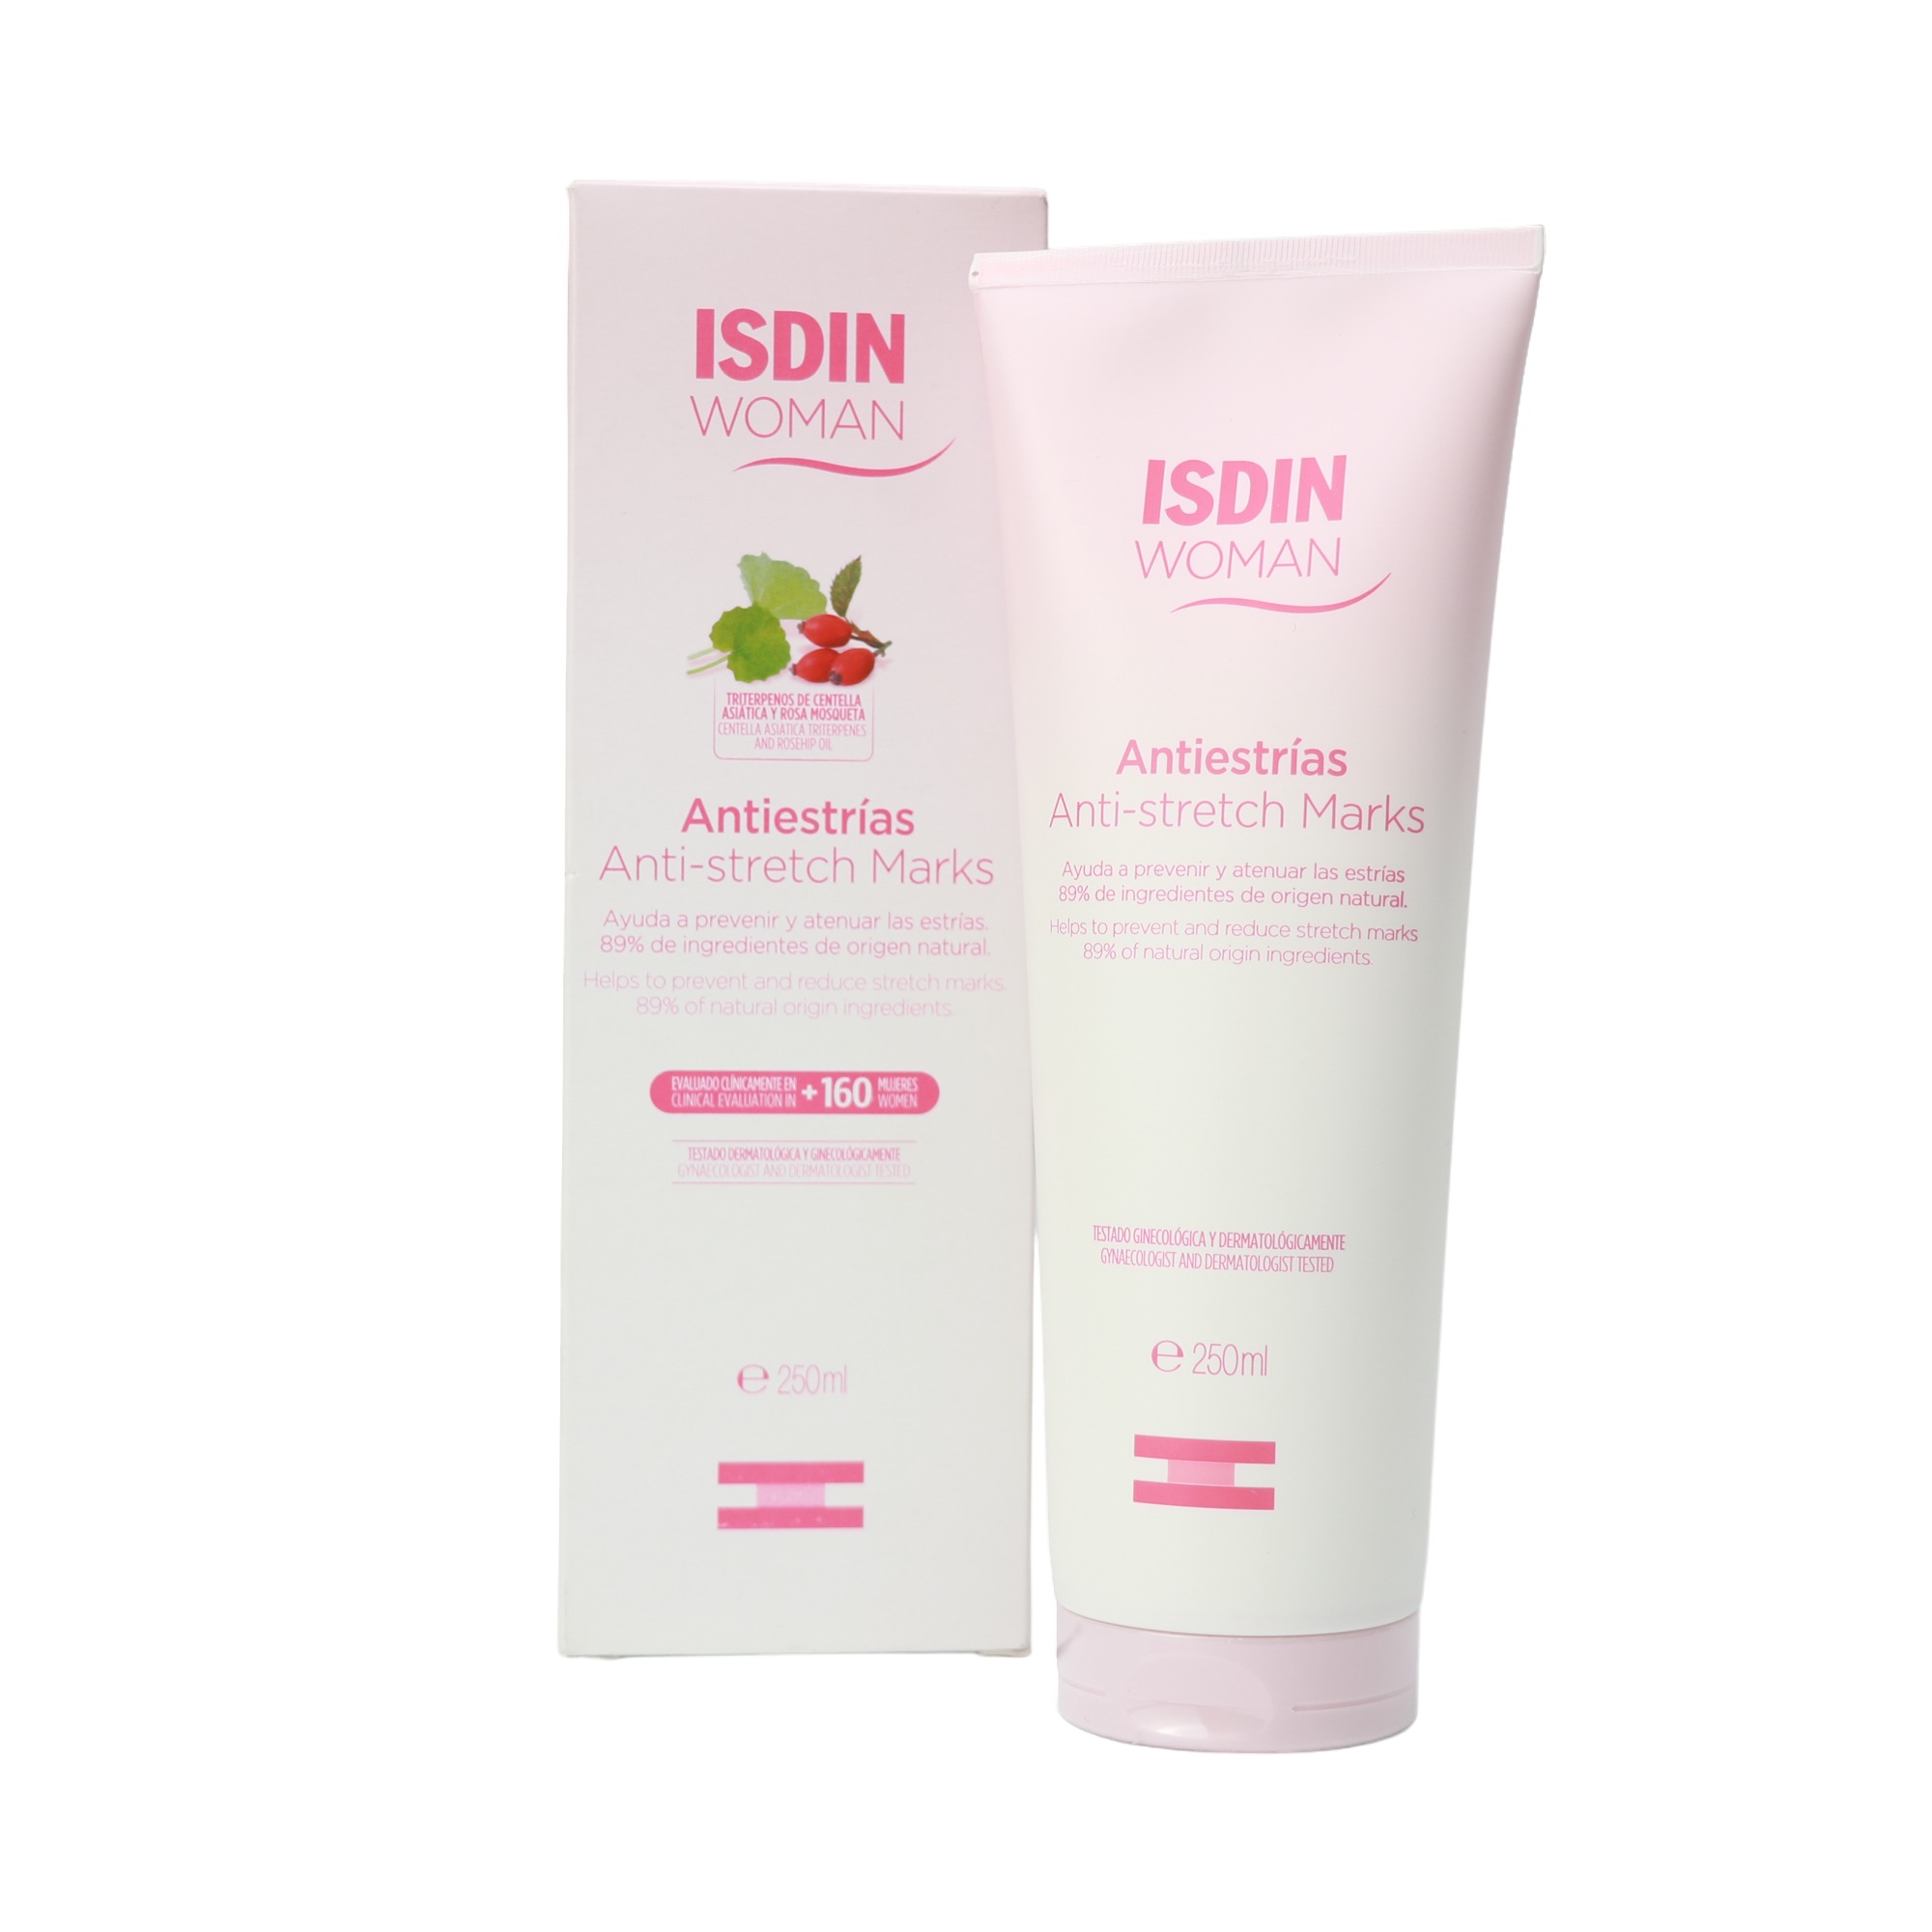 ISDIN
WOMAN
TRITERPENOS DE CENTELLA
ASIÁTICA Y ROSA MOSQUETA
CENTELLA ASIATICA TRITERPENES
AND ROSEHIP OIL
Antiestrías
Anti-stretch Marks
Ayuda a prevenir y atenuar las estrías.
89% de ingredientes de origen natural.
Helps to prevent and reduce stretch marks.
89% of natural origin ingredients.
EVALUADO CLÍNICAMENTE EN +160 MUJERES
CLINICAL EVALUATION IN WOMEN
TESTADO DERMATOLÓGICA Y GINECOLÓGICAMENTE
GYNAECOLOGIST AND DERMATOLOGIST TESTED
℮ 250ml
ISDIN
WOMAN
Antiestrías
Anti-stretch Marks
Ayuda a prevenir y atenuar las estrías
89% de ingredientes de origen natural.
Helps to prevent and reduce stretch marks
89% of natural origin ingredients.
TESTADO GINECOLÓGICA Y DERMATOLÓGICAMENTE
GYNAECOLOGIST AND DERMATOLOGIST TESTED
℮ 250ml